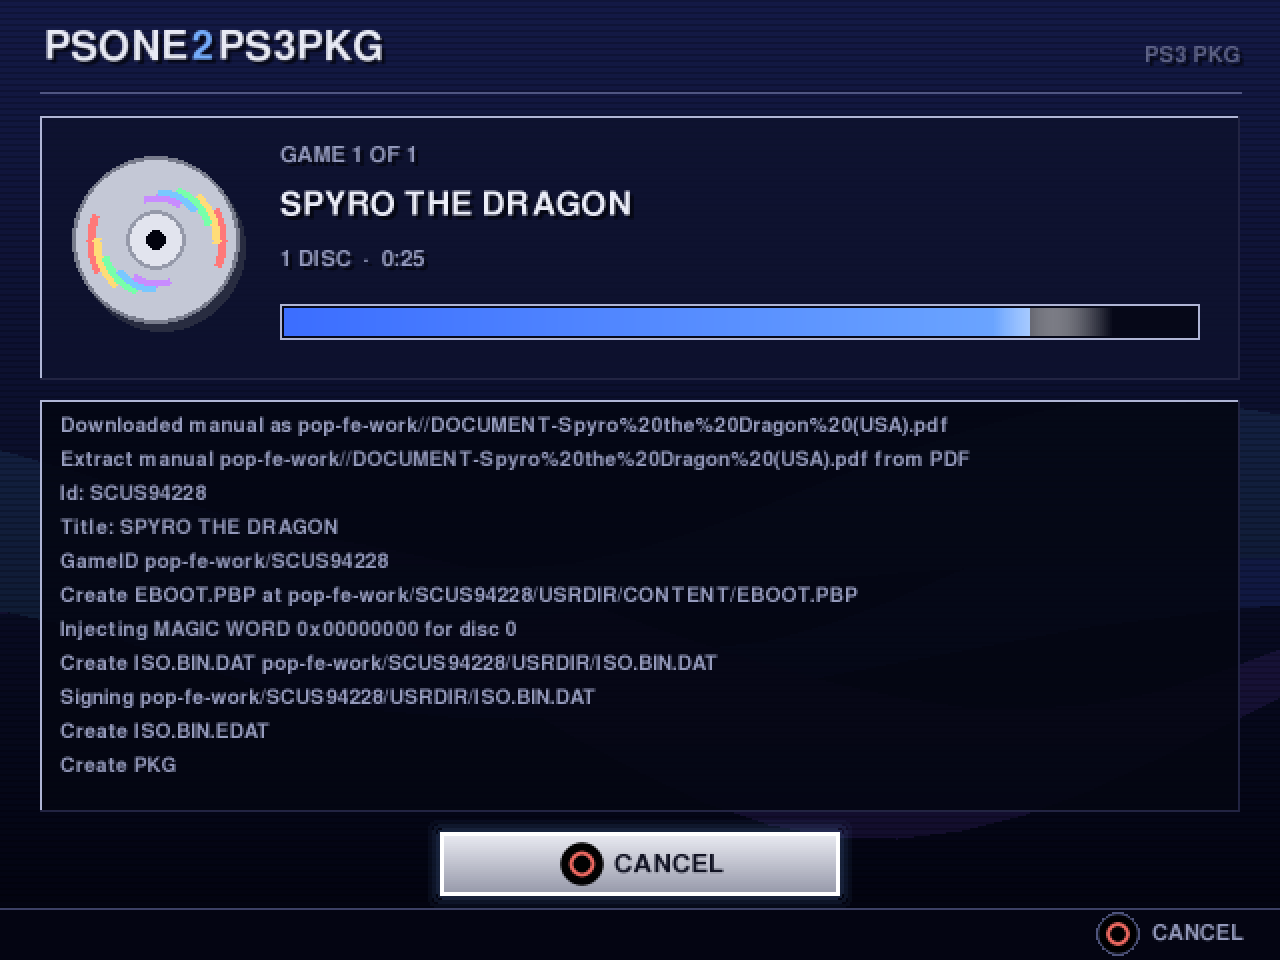 PSONE2PS3PKG
PS3 PKG
GAME 1 OF 1
SPYRO THE DRAGON
1 DISC · 0:25
Downloaded manual as pop-fe-work//DOCUMENT-Spyro%20the%20Dragon%20(USA).pdf
Extract manual pop-fe-work//DOCUMENT-Spyro%20the%20Dragon%20(USA).pdf from PDF
Id: SCUS94228
Title: SPYRO THE DRAGON
GameID pop-fe-work/SCUS94228
Create EBOOT.PBP at pop-fe-work/SCUS94228/USRDIR/CONTENT/EBOOT.PBP
Injecting MAGIC WORD 0x00000000 for disc 0
Create ISO.BIN.DAT pop-fe-work/SCUS94228/USRDIR/ISO.BIN.DAT
Signing pop-fe-work/SCUS94228/USRDIR/ISO.BIN.DAT
Create ISO.BIN.EDAT
Create PKG
CANCEL
CANCEL